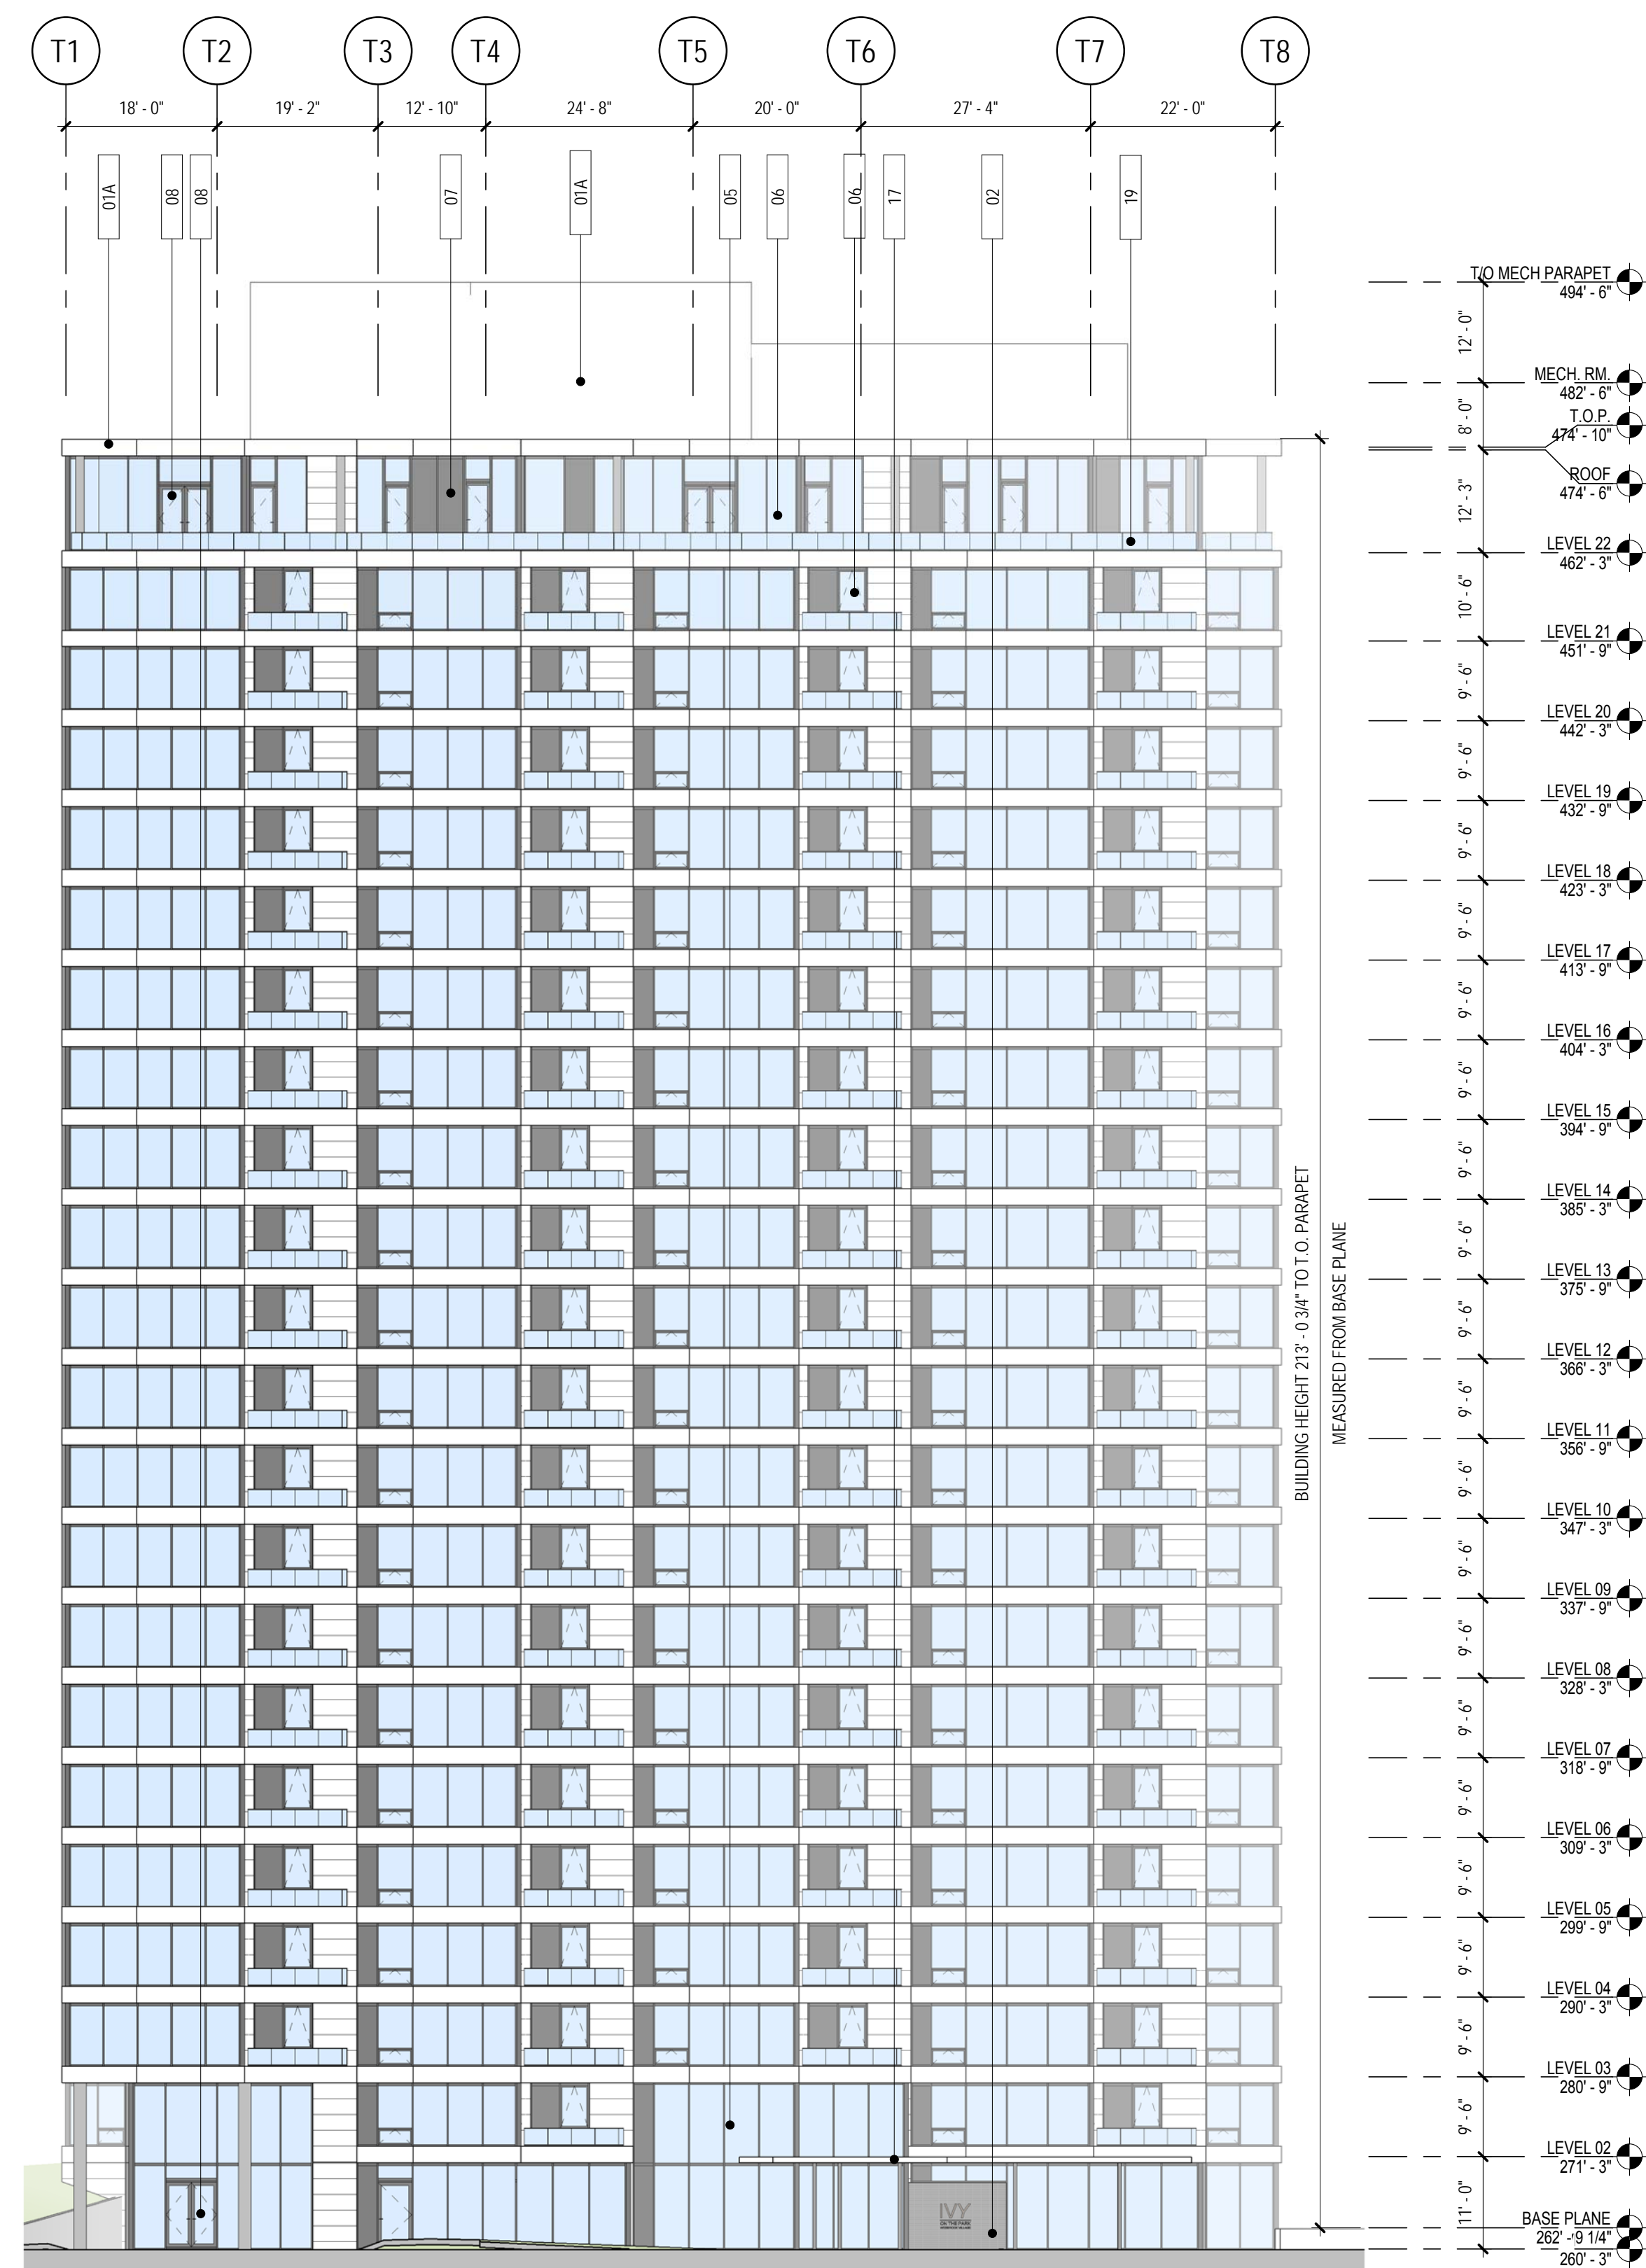 T1 T2 T3 T4 T5 T6 T7 T8
18' - 0" 19' - 2" 12' - 10" 24' - 8" 20' - 0" 27' - 4" 22' - 0"
01A 08 08 07 01A 05 06 06 17 02 19
T/O MECH PARAPET
494' - 6"
12' - 0"
MECH. RM.
482' - 6"
8' - 0"
T.O.P.
474' - 10"
ROOF
474' - 6"
12' - 3"
LEVEL 22
462' - 3"
10' - 6"
LEVEL 21
451' - 9"
9' - 6"
LEVEL 20
442' - 3"
9' - 6"
LEVEL 19
432' - 9"
9' - 6"
LEVEL 18
423' - 3"
9' - 6"
LEVEL 17
413' - 9"
9' - 6"
LEVEL 16
404' - 3"
9' - 6"
LEVEL 15
394' - 9"
9' - 6"
LEVEL 14
385' - 3"
9' - 6"
LEVEL 13
375' - 9"
9' - 6"
LEVEL 12
366' - 3"
9' - 6"
LEVEL 11
356' - 9"
9' - 6"
LEVEL 10
347' - 3"
9' - 6"
LEVEL 09
337' - 9"
9' - 6"
LEVEL 08
328' - 3"
9' - 6"
LEVEL 07
318' - 9"
9' - 6"
LEVEL 06
309' - 3"
9' - 6"
LEVEL 05
299' - 9"
9' - 6"
LEVEL 04
290' - 3"
9' - 6"
LEVEL 03
280' - 9"
9' - 6"
LEVEL 02
271' - 3"
11' - 0"
BASE PLANE
262' - 9 1/4"
260' - 3"
BUILDING HEIGHT 213' - 0 3/4" TO T.O. PARAPET
MEASURED FROM BASE PLANE
IVY
ON THE PARK